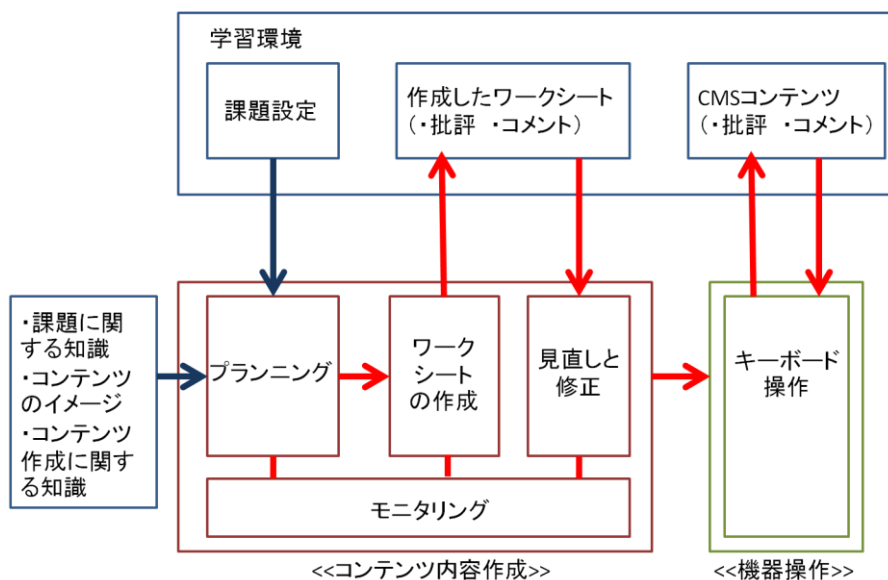 学習環境
課題設定
作成したワークシート
（・批評　・コメント）
CMSコンテンツ
（・批評　・コメント）
・課題に関
する知識
・コンテンツ
のイメージ
・コンテンツ
作成に関す
る知識
プランニング
ワーク
シート
の作成
見直しと
修正
キーボード
操作
モニタリング
<<コンテンツ内容作成>>
<<機器操作>>